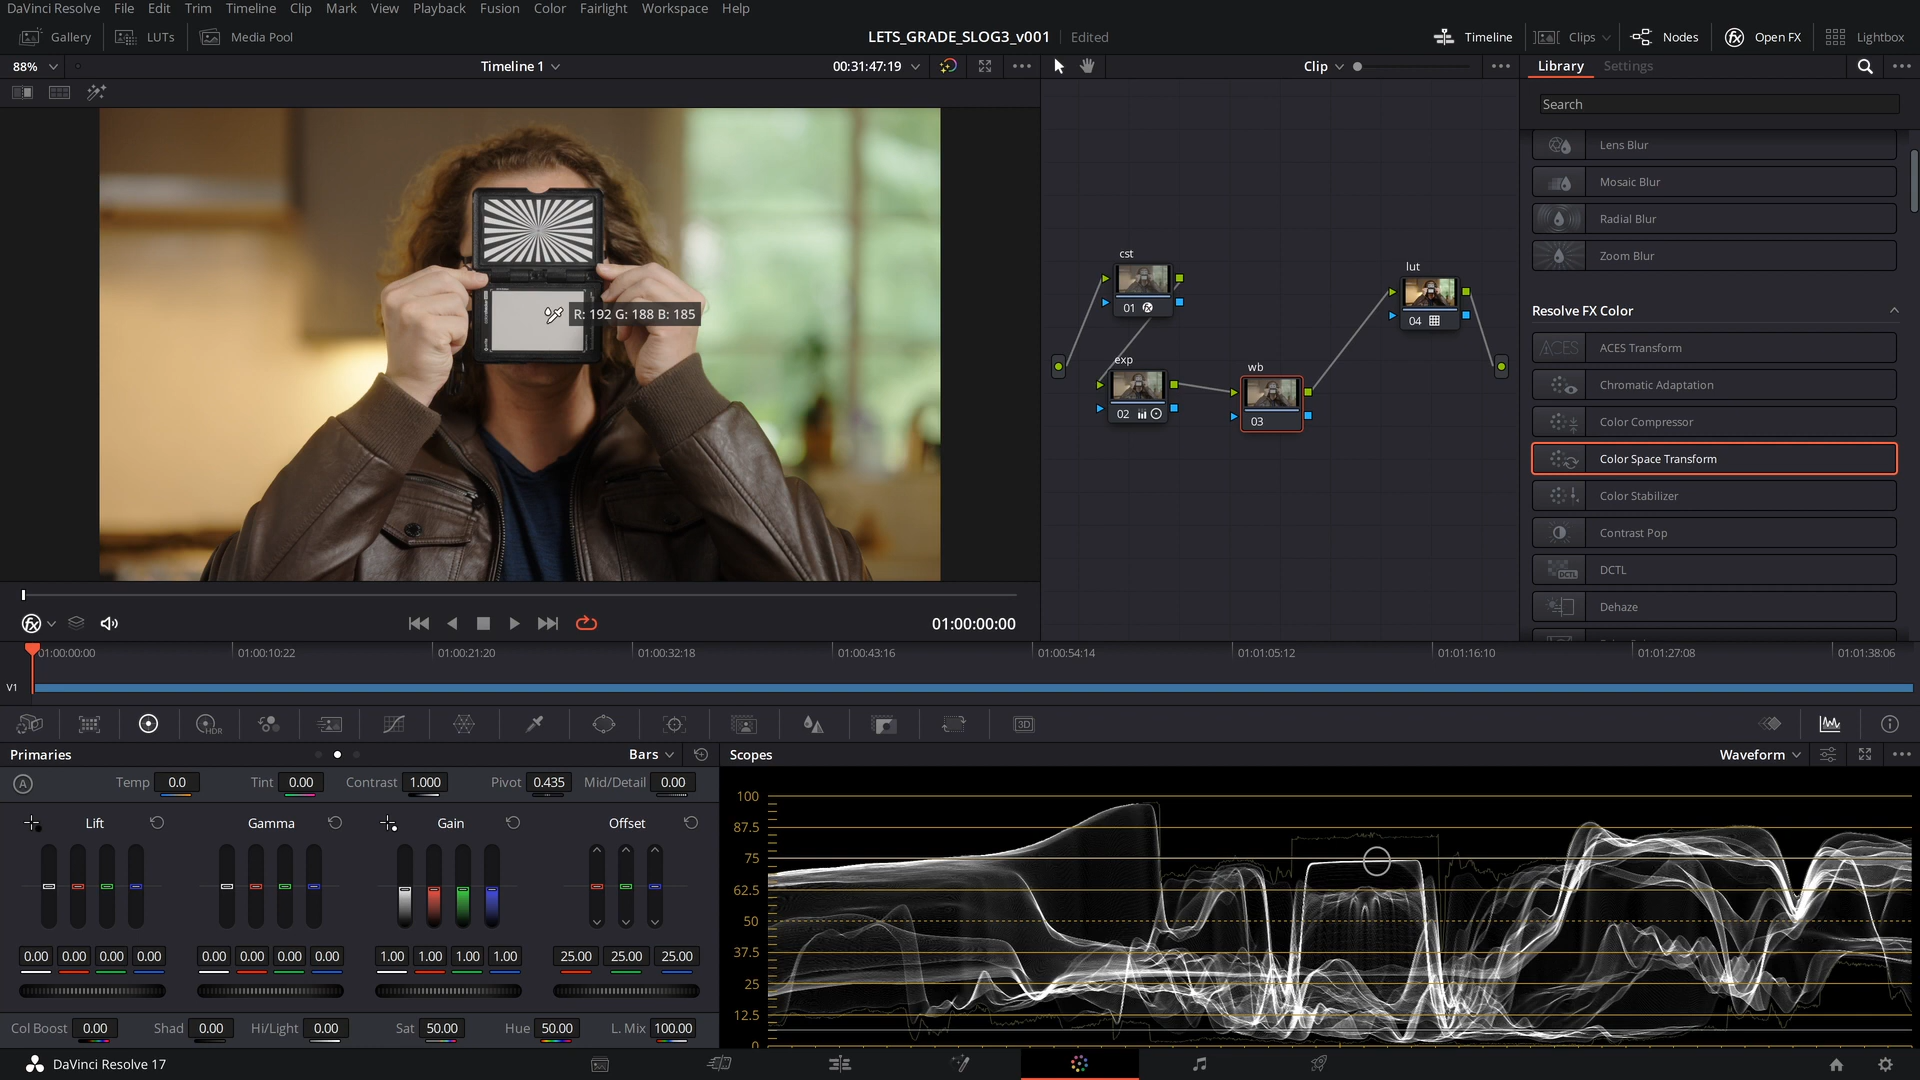 DaVinci Resolve File Edit Trim Timeline Clip Mark View Playback Fusion Color Fairlight Workspace Help
Gallery LUTs Media Pool LETS_GRADE_SLOG3_v001 Edited Timeline Clips Nodes Open FX Lightbox
88% Timeline 1 00:31:47:19 Clip Library Settings
Search
Lens Blur
Mosaic Blur
Radial Blur
Zoom Blur
Resolve FX Color
ACES Transform
Chromatic Adaptation
Color Compressor
Color Space Transform
Color Stabilizer
Contrast Pop
DCTL
Dehaze
R: 192 G: 188 B: 185
cst
01
exp
02
wb
03
lut
04
01:00:00:00
01:00:00:00 01:00:10:22 01:00:21:20 01:00:32:18 01:00:43:16 01:00:54:14 01:01:05:12 01:01:16:10 01:01:27:08 01:01:38:06
V1
HDR 3D
Primaries Bars Scopes Waveform
A Temp 0.0 Tint 0.00 Contrast 1.000 Pivot 0.435 Mid/Detail 0.00
Lift Gamma Gain Offset
0.00 0.00 0.00 0.00 0.00 0.00 0.00 0.00 1.00 1.00 1.00 1.00 25.00 25.00 25.00
Col Boost 0.00 Shad 0.00 Hi/Light 0.00 Sat 50.00 Hue 50.00 L. Mix 100.00
100
87.5
75
62.5
50
37.5
25
12.5
0
DaVinci Resolve 17